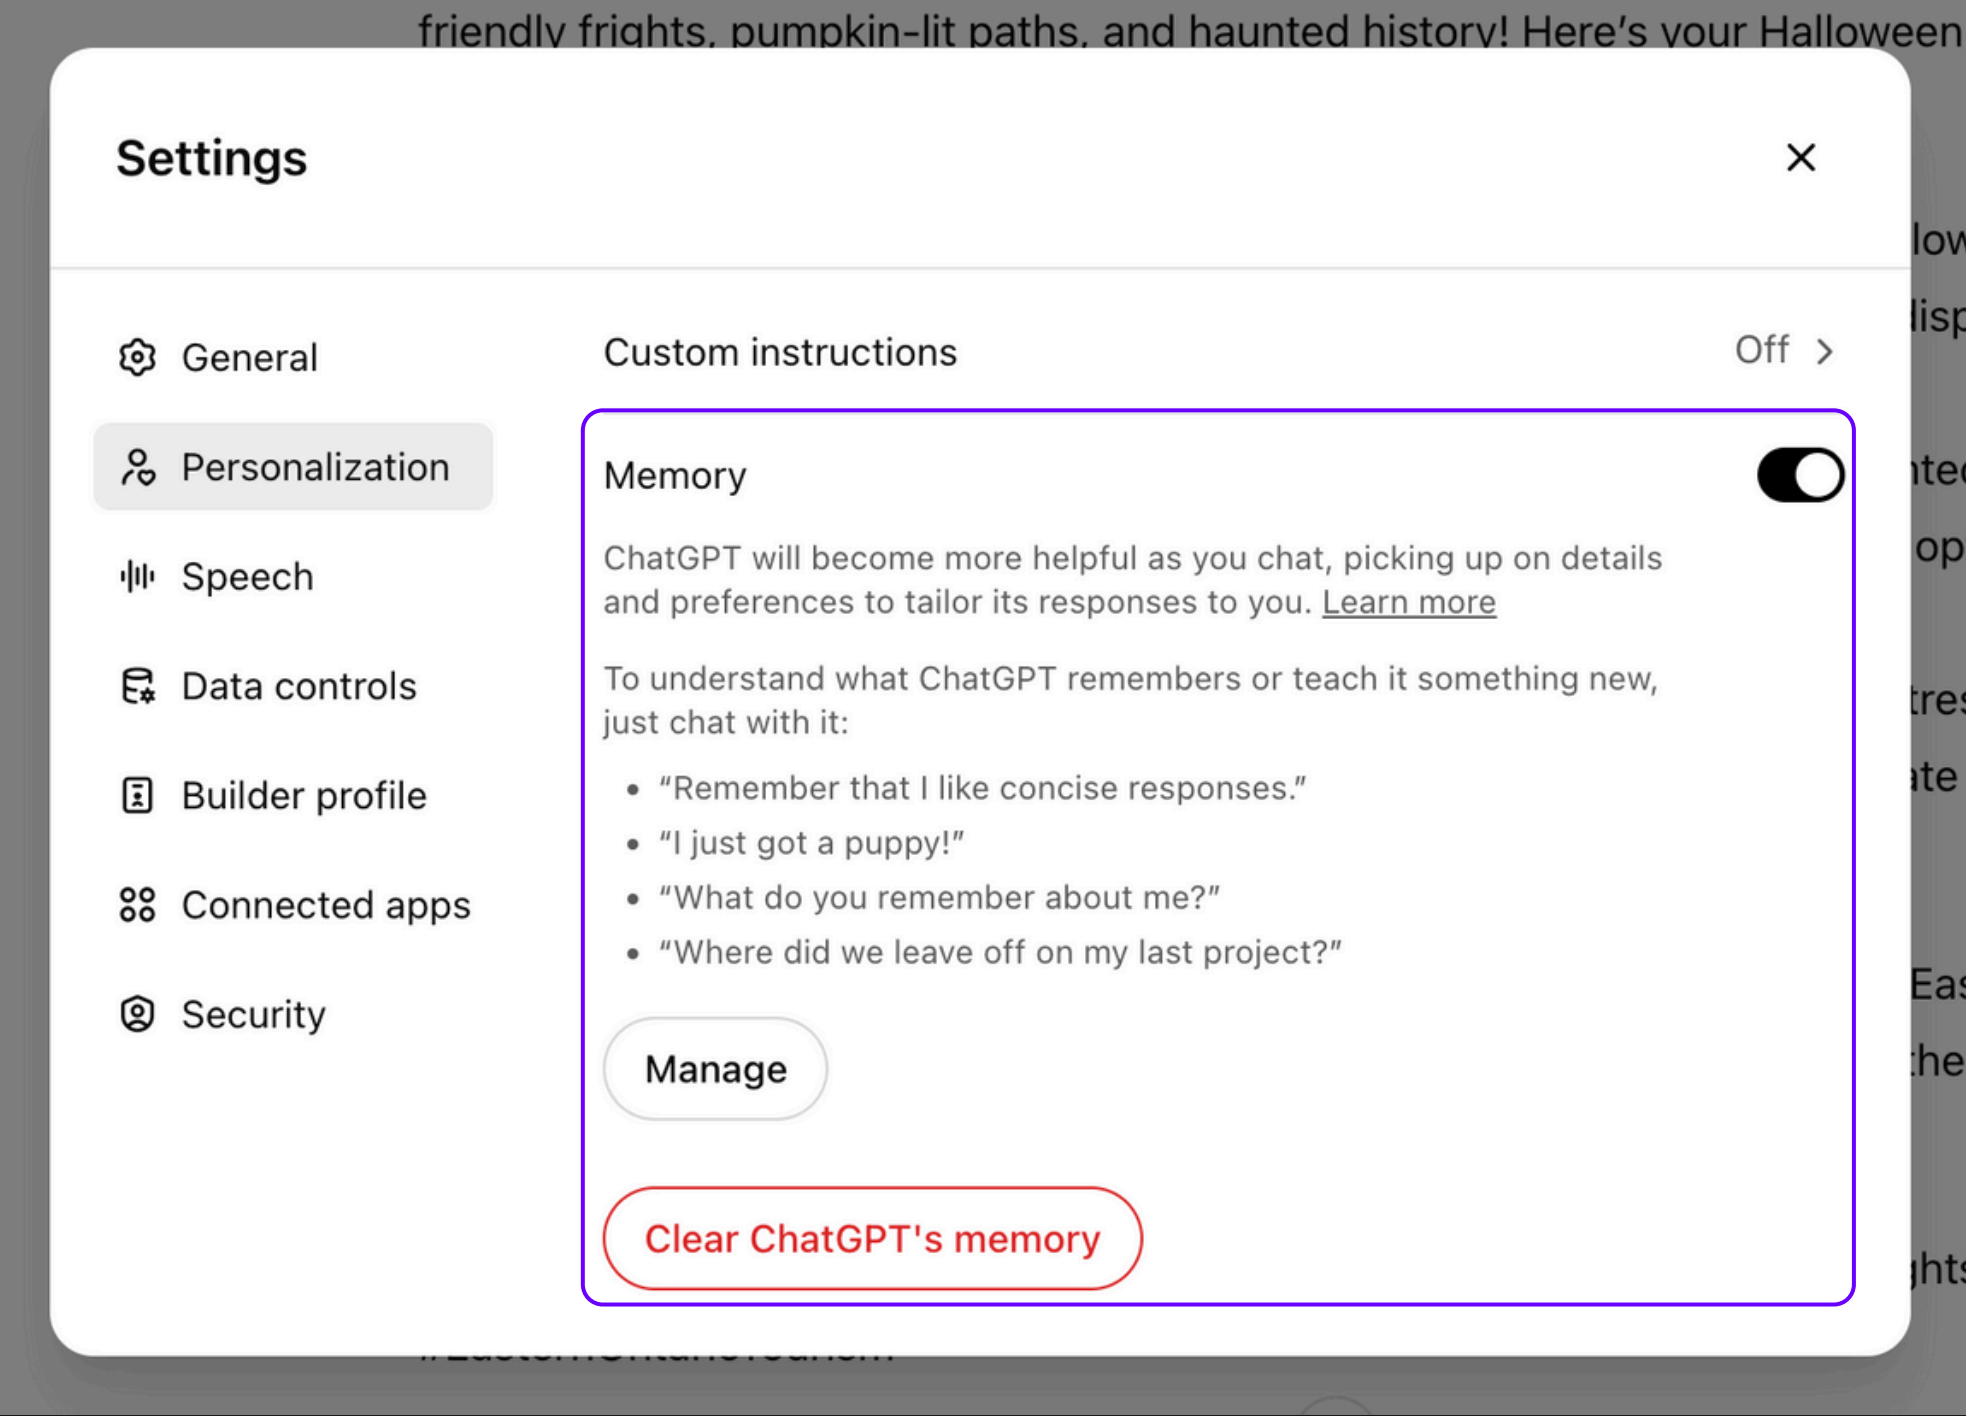 friendly frights, pumpkin-lit paths, and haunted history! Here’s your Halloween
Settings
General
Personalization
Speech
Data controls
Builder profile
Connected apps
Security
Custom instructions
Off
Memory
ChatGPT will become more helpful as you chat, picking up on details
and preferences to tailor its responses to you. Learn more
To understand what ChatGPT remembers or teach it something new,
just chat with it:
• “Remember that I like concise responses.”
• “I just got a puppy!”
• “What do you remember about me?”
• “Where did we leave off on my last project?”
Manage
Clear ChatGPT's memory